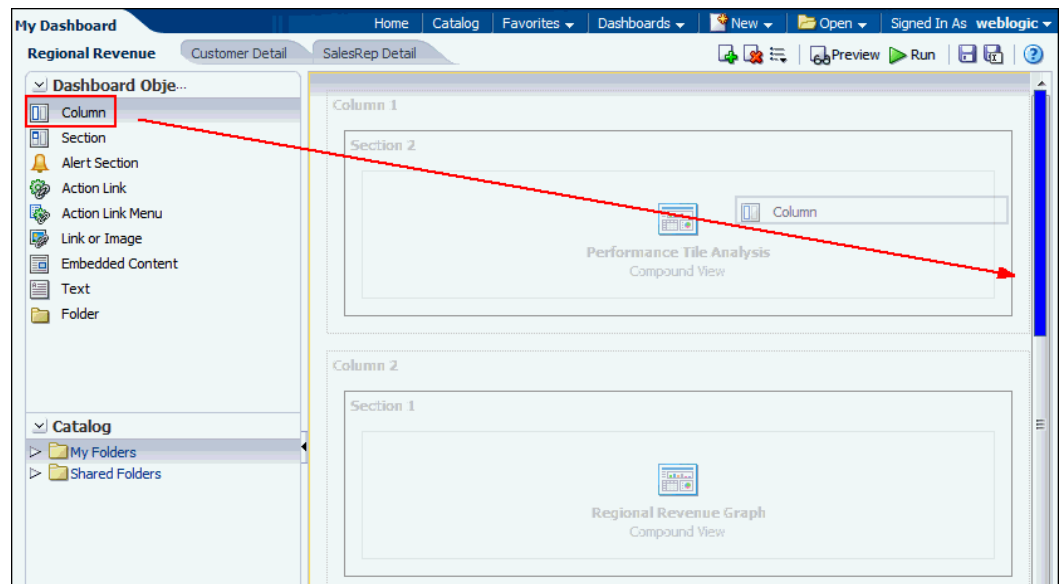 My Dashboard
Home Catalog Favorites Dashboards New Open Signed In As weblogic
Regional Revenue Customer Detail SalesRep Detail
Preview Run
Dashboard Obje...
Column
Section
Alert Section
Action Link
Action Link Menu
Link or Image
Embedded Content
Text
Folder
Catalog
My Folders
Shared Folders
Column 1
Section 2
Column
Performance Tile Analysis
Compound View
Column 2
Section 1
Regional Revenue Graph
Compound View